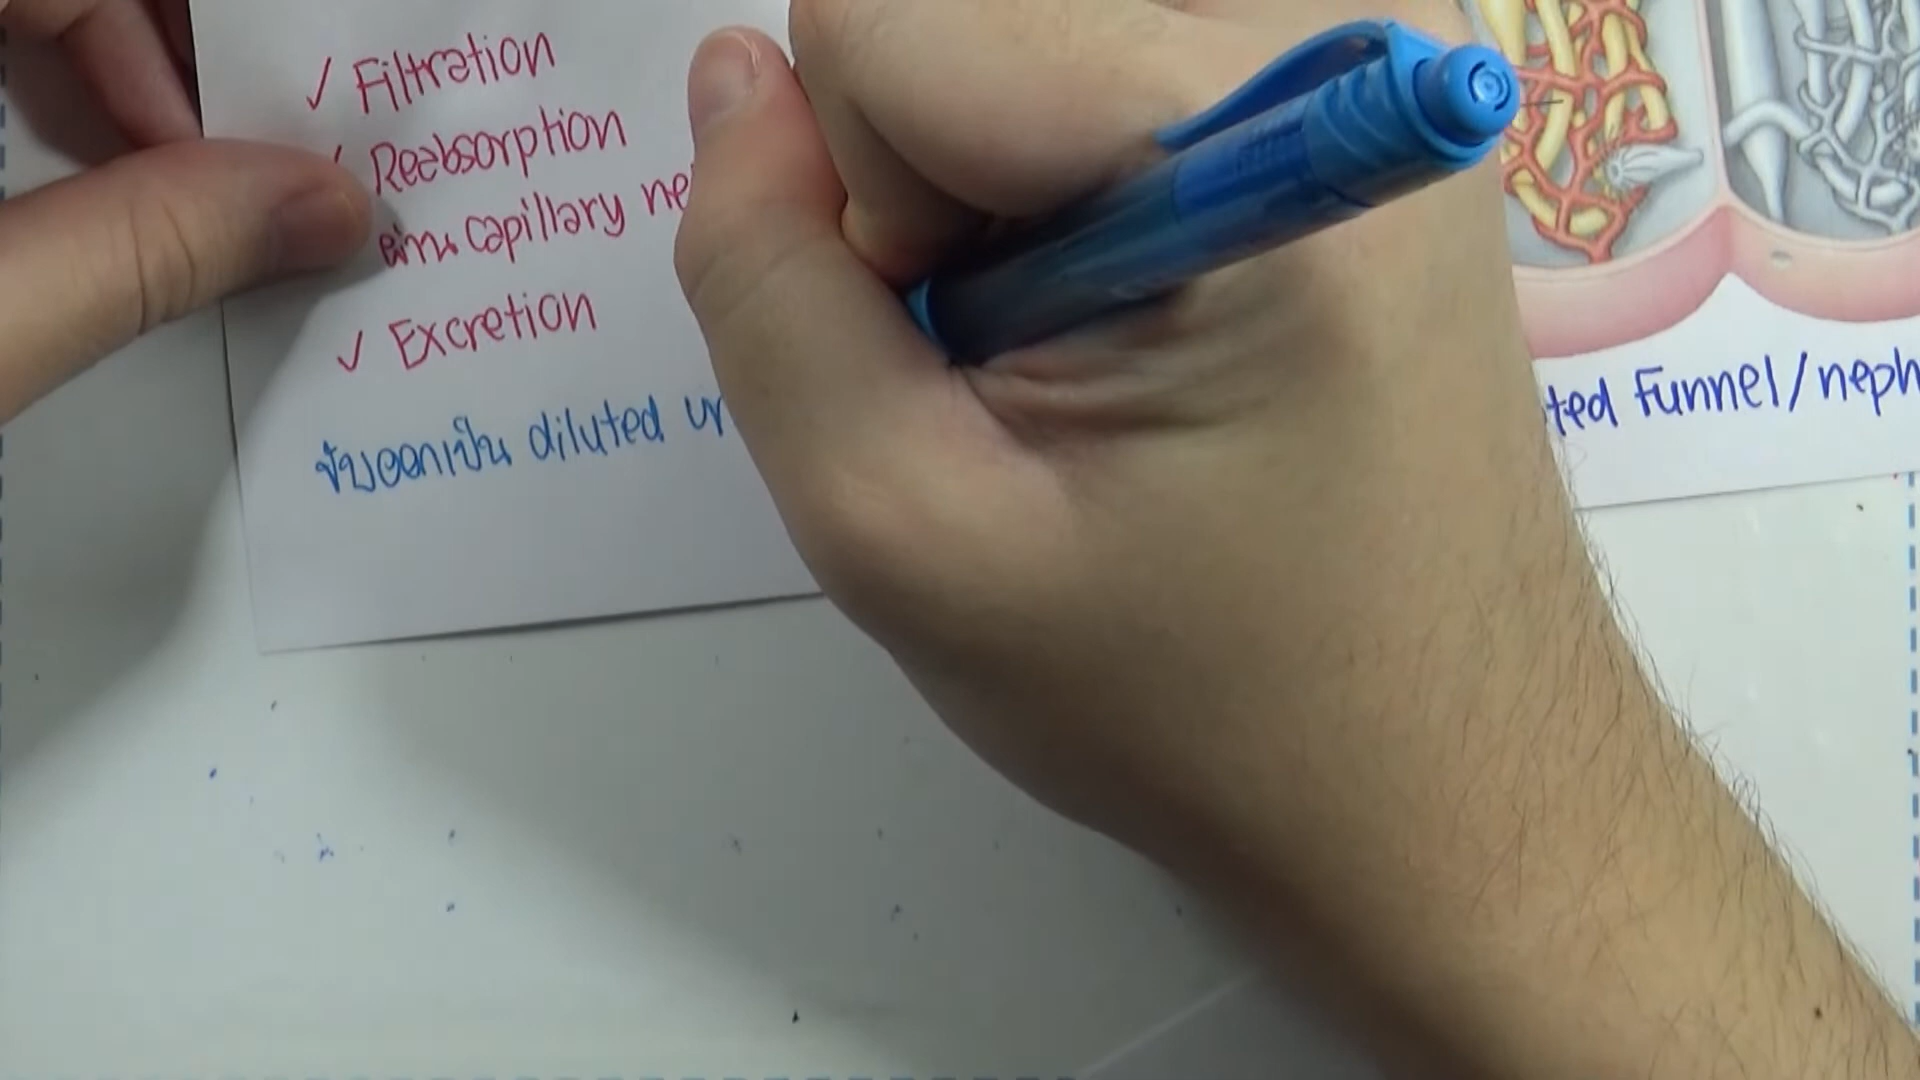 ✓ Filtration
✓ Reabsorption
ผ่าน capillary ne
✓ Excretion
ขับออกเป็น diluted ur
ted Funnel/neph